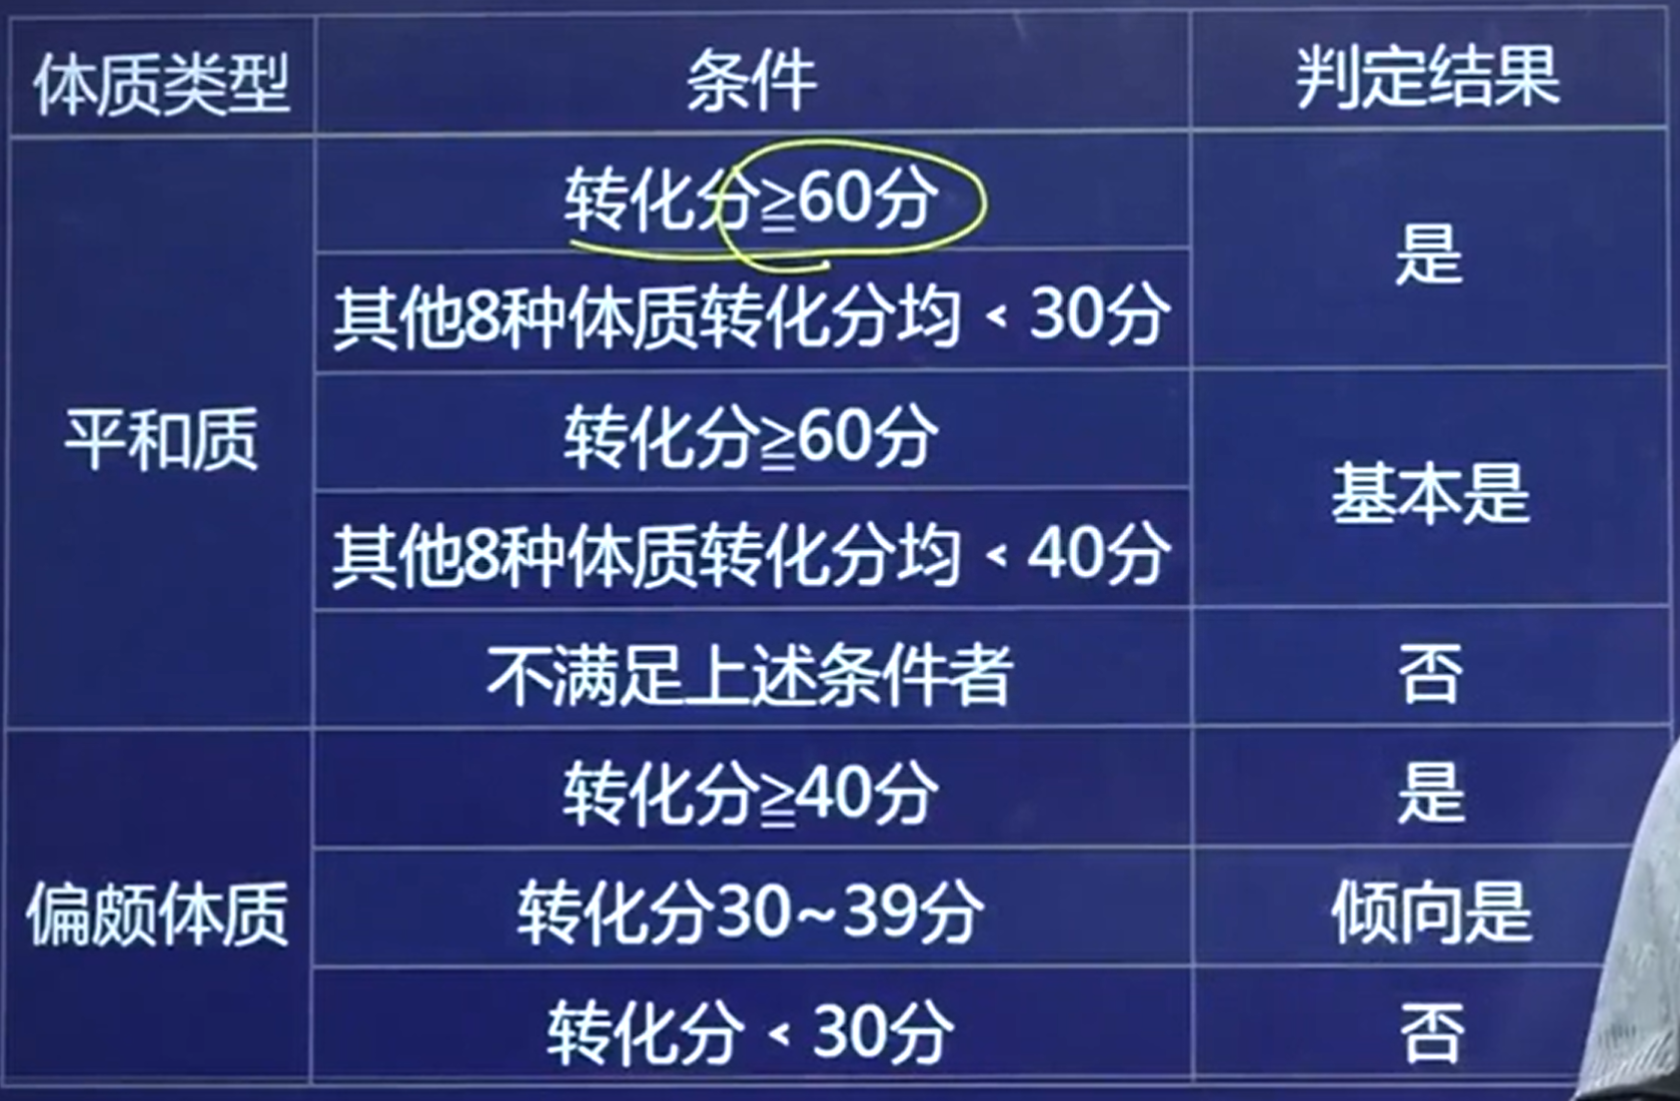 体质类型 条件 判定结果
转化分≧60分
是
其他8种体质转化分均﹤30分
平和质
转化分≧60分
基本是
其他8种体质转化分均﹤40分
不满足上述条件者 否
转化分≧40分 是
偏颇体质 转化分30~39分 倾向是
转化分﹤30分 否